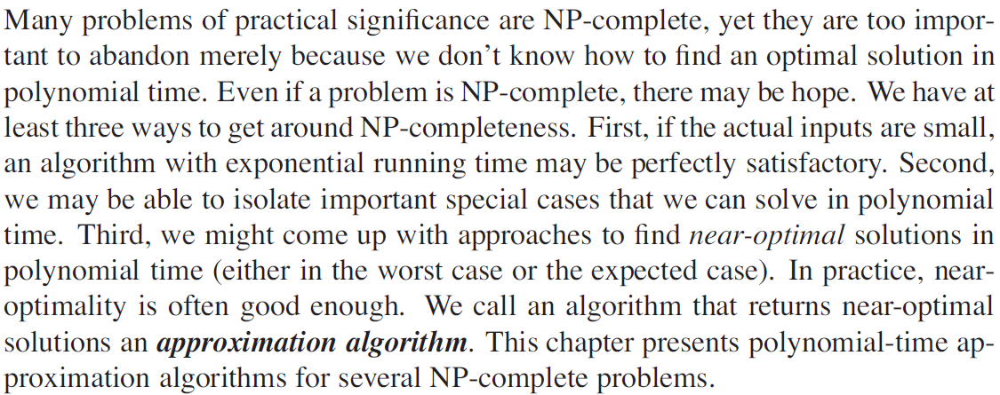 Many problems of practical significance are NP-complete, yet they are too impor-
tant to abandon merely because we don't know how to find an optimal solution in
polynomial time. Even if a problem is NP-complete, there may be hope. We have at
least three ways to get around NP-completeness. First, if the actual inputs are small,
an algorithm with exponential running time may be perfectly satisfactory. Second,
we may be able to isolate important special cases that we can solve in polynomial
time. Third, we might come up with approaches to find near-optimal solutions in
polynomial time (either in the worst case or the expected case). In practice, near-
optimality is often good enough. We call an algorithm that returns near-optimal
solutions an approximation algorithm. This chapter presents polynomial-time ap-
proximation algorithms for several NP-complete problems.